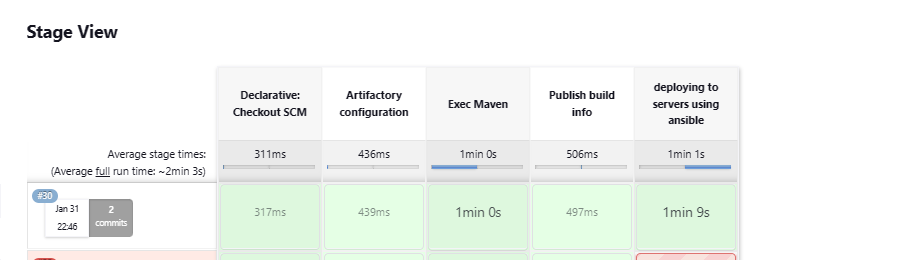 Stage View
Declarative:
Checkout SCM
Artifactory
configuration
Exec Maven
Publish build
info
deploying to
servers using
ansible
Average stage times:
(Average full run time: ~2min 3s)
311ms
436ms
1min 0s
506ms
1min 1s
#30
Jan 31
22:46
2
commits
317ms
439ms
1min 0s
497ms
1min 9s